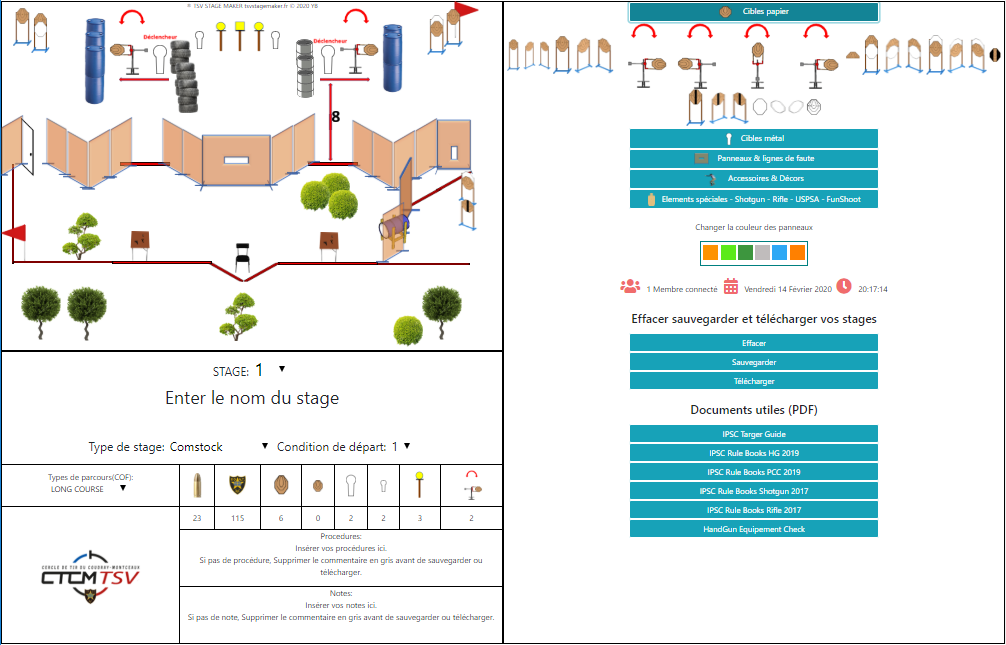 ® TSV STAGE MAKER tsvstagemaker.fr © 2020 YB
Déclencheur
Déclencheur
8
STAGE: 1
Enter le nom du stage
Type de stage: Comstock
Condition de départ: 1
Types de parcours(COF):
LONG COURSE
23 115 6 0 2 2 3 2
Procedures:
Insérer vos procédures ici.
Si pas de procédure, Supprimer le commentaire en gris avant de sauvegarder ou
télécharger.
Notes:
Insérer vos notes ici.
Si pas de note, Supprimer le commentaire en gris avant de sauvegarder ou télécharger.
CERCLE DE TIR DU COUDRAY-MONTCEAUX
CTCMTSV
Cibles papier
Cibles métal
Panneaux & lignes de faute
Accessoires & Décors
Elements spéciales - Shotgun - Rifle - USPSA - FunShoot
Changer la couleur des panneaux
1 Membre connecté
Vendredi 14 Février 2020
20:17:14
Effacer sauvegarder et télécharger vos stages
Effacer
Sauvegarder
Télécharger
Documents utiles (PDF)
IPSC Targer Guide
IPSC Rule Books HG 2019
IPSC Rule Books PCC 2019
IPSC Rule Books Shotgun 2017
IPSC Rule Books Rifle 2017
HandGun Equipement Check